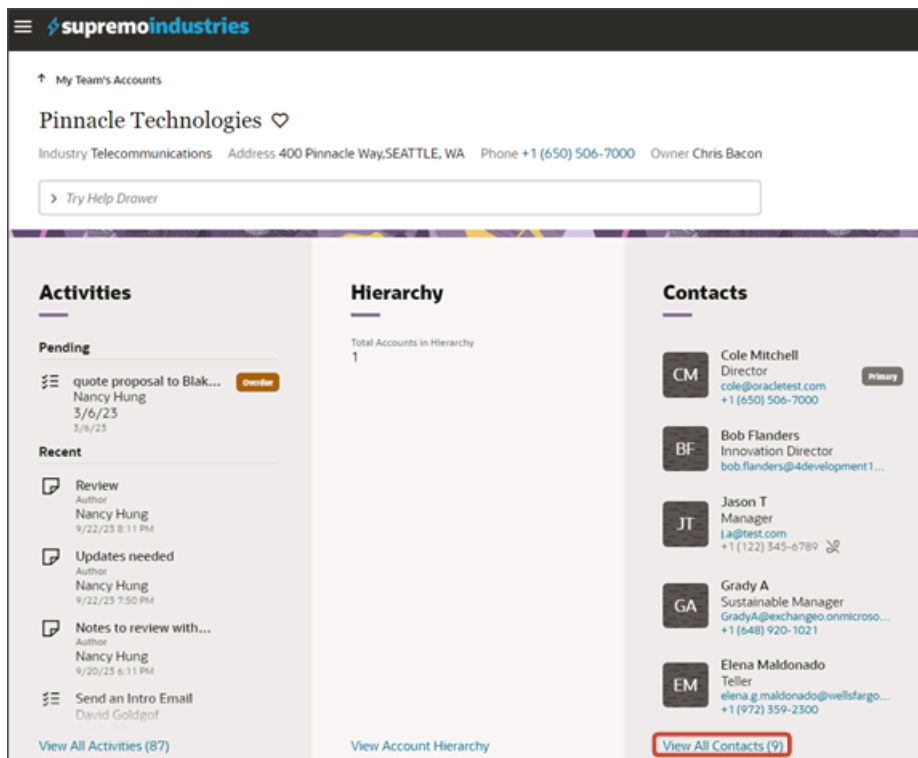 supremoindustries
My Team's Accounts
Pinnacle Technologies
Industry Telecommunications Address 400 Pinnacle Way,SEATTLE, WA Phone +1 (650) 506-7000 Owner Chris Bacon
Try Help Drawer
Activities
Pending
quote proposal to Blak... Overdue
Nancy Hung
3/6/23
3/6/23
Recent
Review
Author
Nancy Hung
9/22/23 8:11 PM
Updates needed
Author
Nancy Hung
9/22/23 7:50 PM
Notes to review with...
Author
Nancy Hung
9/20/23 6:11 PM
Send an Intro Email
David Goldgof
View All Activities (87)
Hierarchy
Total Accounts in Hierarchy
1
View Account Hierarchy
Contacts
CM
Cole Mitchell
Director Primary
cole@oracletest.com
+1 (650) 506-7000
BF
Bob Flanders
Innovation Director
bob.flanders@4development1...
JT
Jason T
Manager
j.a@test.com
+1 (122) 345-6789
GA
Grady A
Sustainable Manager
GradyA@exchangeo.onmicroso...
+1 (648) 920-1021
EM
Elena Maldonado
Teller
elena.g.maldonado@wellsfargo...
+1 (972) 359-2300
View All Contacts (9)